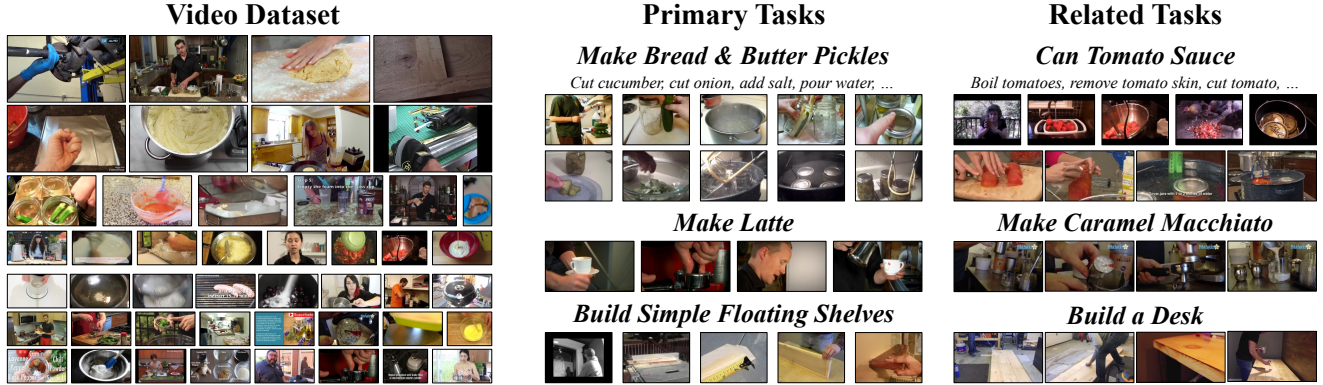 Video Dataset
Primary Tasks
Make Bread & Butter Pickles
Cut cucumber, cut onion, add salt, pour water, …
Make Latte
Build Simple Floating Shelves
Related Tasks
Can Tomato Sauce
Boil tomatoes, remove tomato skin, cut tomato, …
Make Caramel Macchiato
Build a Desk